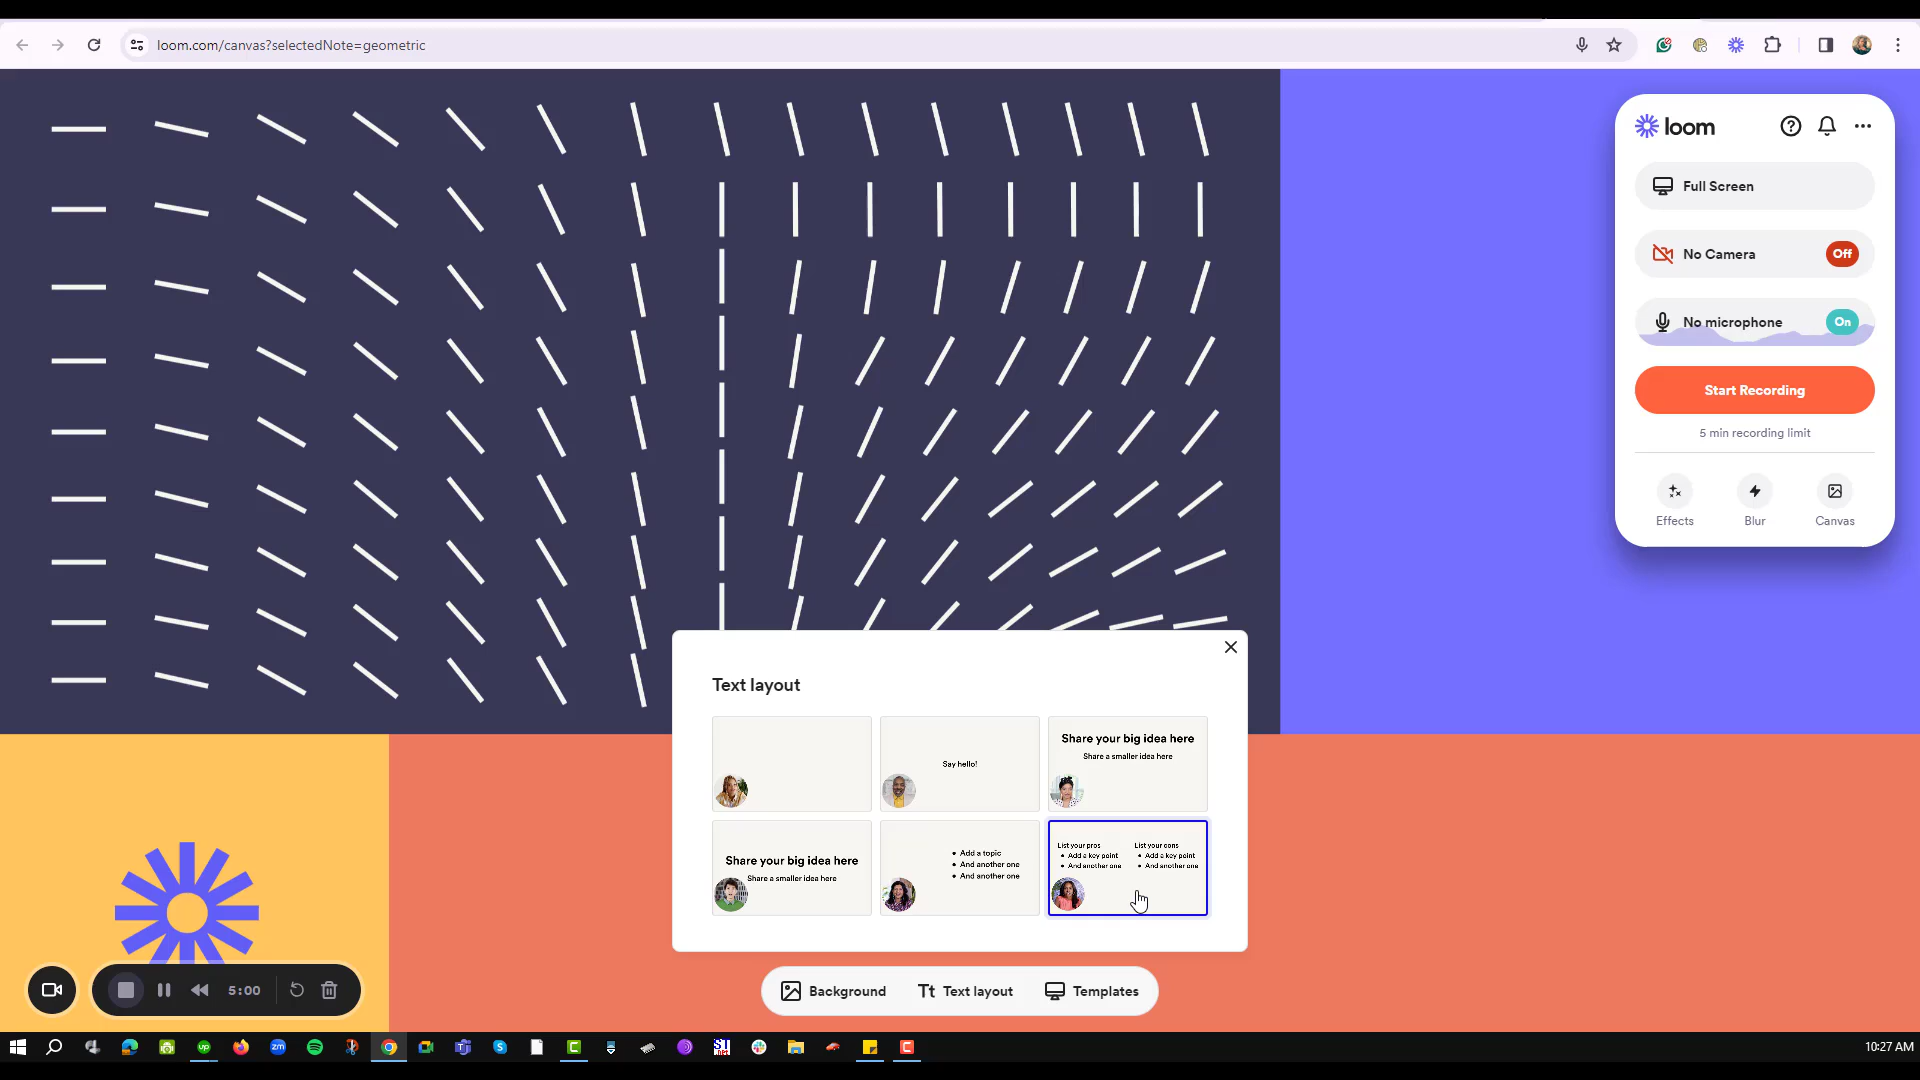 loom.com/canvas?selectedNote=geometric
loom
Full Screen
No Camera
Off
No microphone
On
Start Recording
5 min recording limit
Effects
Blur
Canvas
Text layout
Say hello!
Share your big idea here
Share a smaller idea here
Share your big idea here
Share a smaller idea here
• Add a topic
• And another one
• And another one
List your pros
• Add a key point
• And another one
List your cons
• Add a key point
• And another one
5:00
Background
Tt Text layout
Templates
up
zm
ST
10:27 AM